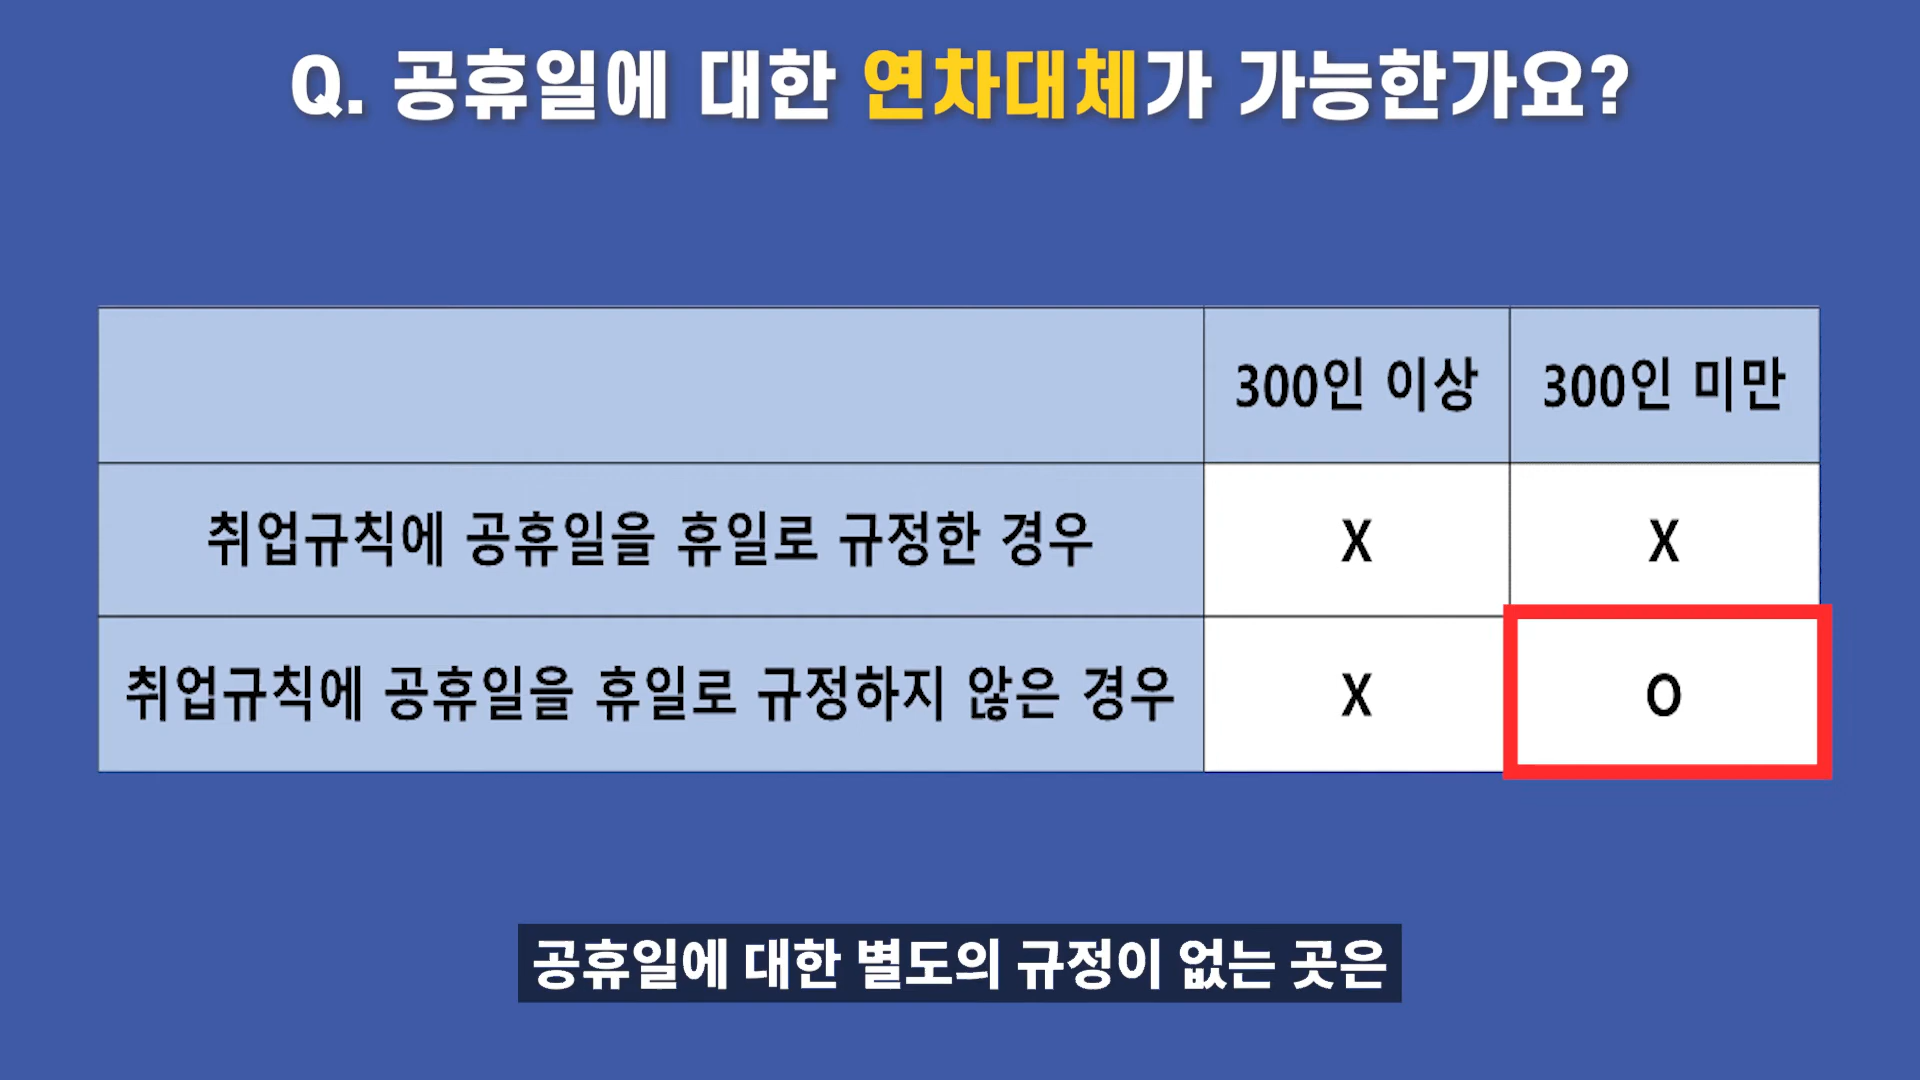 Q. 공휴일에 대한 연차대체가 가능한가요?
300인 이상 300인 미만
취업규칙에 공휴일을 휴일로 규정한 경우 X X
취업규칙에 공휴일을 휴일로 규정하지 않은 경우 X O
공휴일에 대한 별도의 규정이 없는 곳은